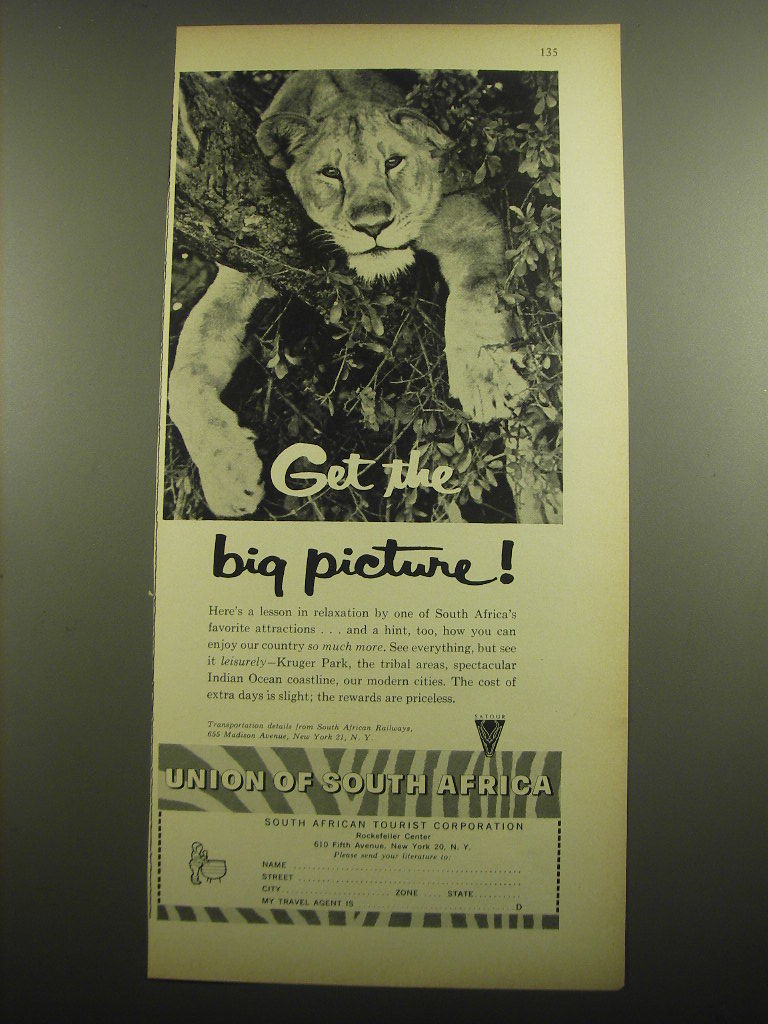 135
Get the
big picture!
Here's a lesson in relaxation by one of South Africa's
favorite attractions . . . and a hint, too, how you can
enjoy our country so much more. See everything, but see
it leisurely—Kruger Park, the tribal areas, spectacular
Indian Ocean coastline, our modern cities. The cost of
extra days is slight; the rewards are priceless.
Transportation details from South African Railways,
655 Madison Avenue, New York 21, N. Y.
SATOUR
UNION OF SOUTH AFRICA
SOUTH AFRICAN TOURIST CORPORATION
Rockefeller Center
610 Fifth Avenue, New York 20, N. Y.
Please send your literature to:
NAME
STREET
CITY ZONE STATE
MY TRAVEL AGENT IS D